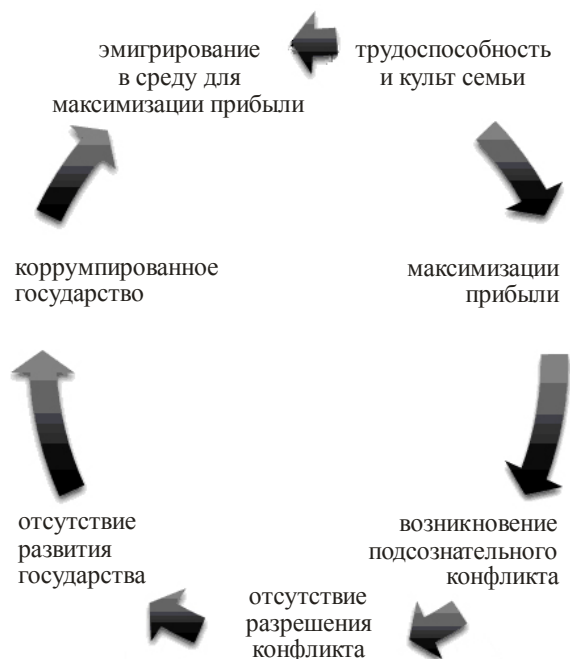 эмигрирование
в среду для
максимизации прибыли
трудоспособность
и культ семьи
максимизации
прибыли
возникновение
подсознательного
конфликта
отсутствие
разрешения
конфликта
отсутствие
развития
государства
коррумпированное
государство